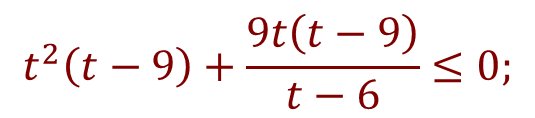 t²(t − 9) + 9t(t − 9)/(t − 6) ≤ 0;